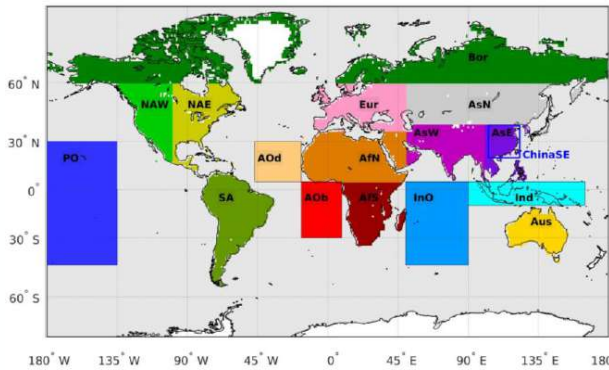 Bor
60° N
NAW NAE Eur AsN
30° N
AsW AsE
PO AOd AfN ChinaSE
0°
SA AOb AfS InO Ind
Aus
30° S
60° S
180° W 135° W 90° W 45° W 0° 45° E 90° E 135° E 180